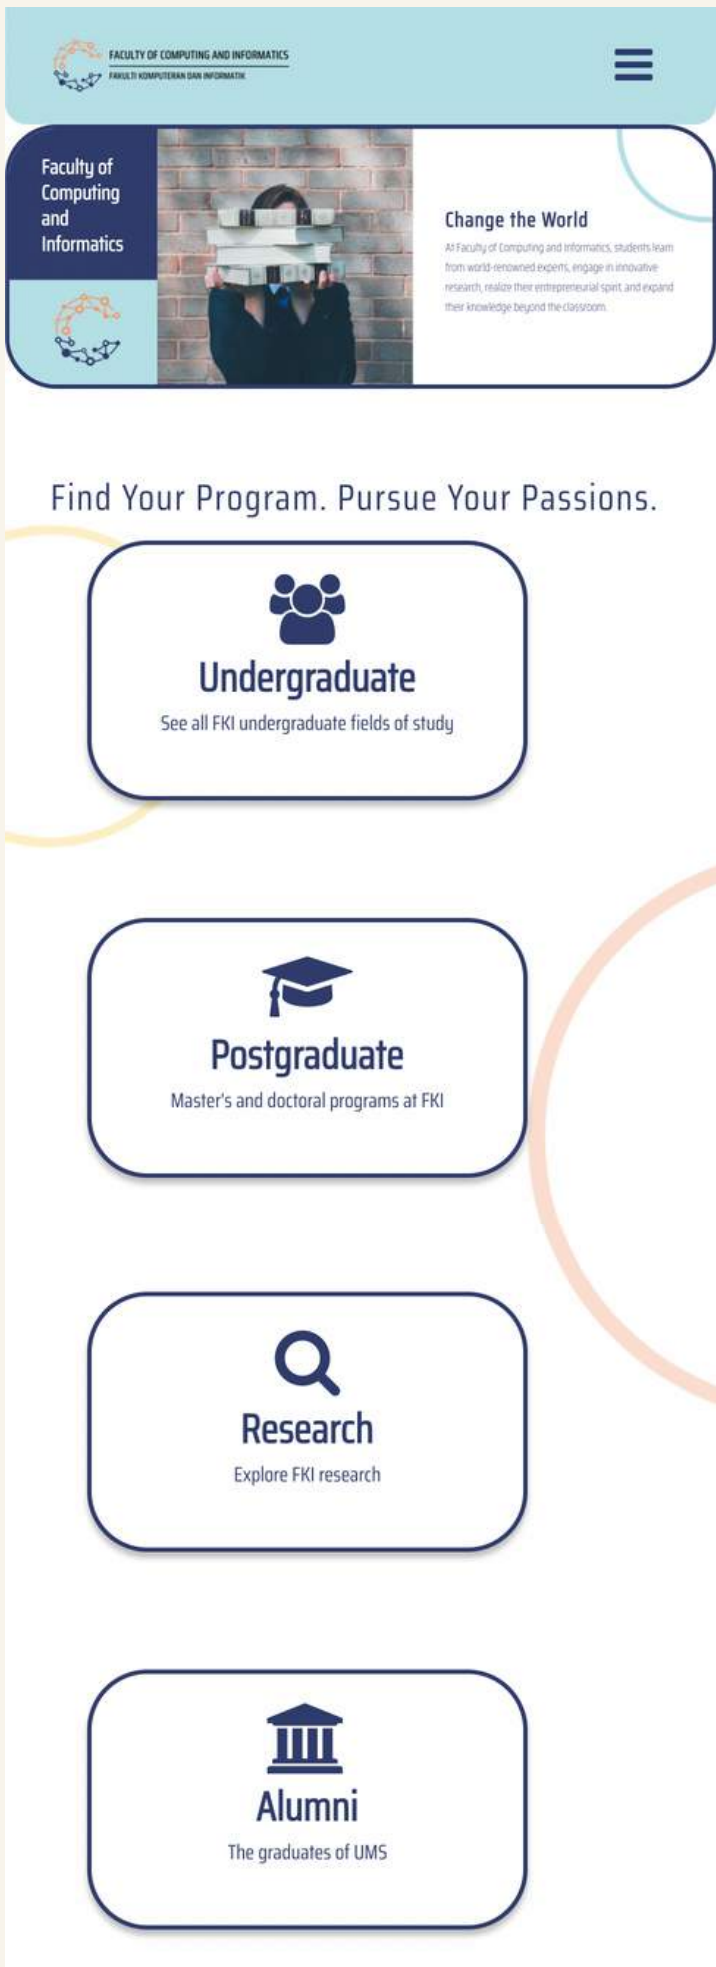 FACULTY OF COMPUTING AND INFORMATICS
FAKULTI KOMPUTERAN DAN INFORMATIK
Faculty of
Computing
and
Informatics
Change the World
At Faculty of Computing and Informatics, students learn
from world-renowned experts, engage in innovative
research, realize their entrepreneurial spirit and expand
their knowledge beyond the classroom.
Find Your Program. Pursue Your Passions.
Undergraduate
See all FKI undergraduate fields of study
Postgraduate
Master's and doctoral programs at FKI
Research
Explore FKI research
Alumni
The graduates of UMS